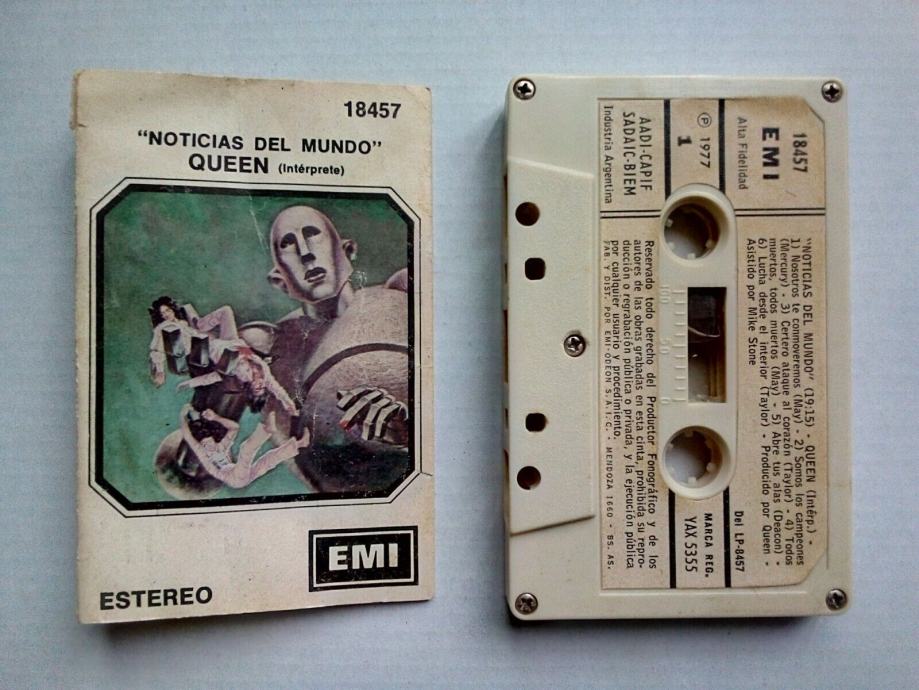 18457
"NOTICIAS DEL MUNDO"
QUEEN (Intérprete)
EMI
ESTEREO
18457
EMI
Alta Fidelidad
℗ 1977
1
AADI-CAPIF
SADAIC-BIEM
Industria Argentina
"NOTICIAS DEL MUNDO" (19:15) - QUEEN (Intérp.) -
1) Nosotros te conmoveremos (May) - 2) Somos los campeones
(Mercury) - 3) Certero ataque al corazón (Taylor) - 4) Todos
muertos, todos muertos (May) - 5) Abre tus alas (Deacon) -
6) Lucha desde el interior (Taylor) - Producido por Queen -
Asistido por Mike Stone
100 50 0
Reservado todo derecho del Productor Fonográfico y de los
autores de las obras grabadas en esta cinta, prohibida su repro-
ducción o regrabación pública o privada, y la ejecución pública
por cualquier usuario y procedimiento.
FAB. Y DIST. POR EMI-ODEON S.A.I.C. - MENDOZA 1660 - BS. AS.
Del LP-8457
MARCA REG.
YAX 5355